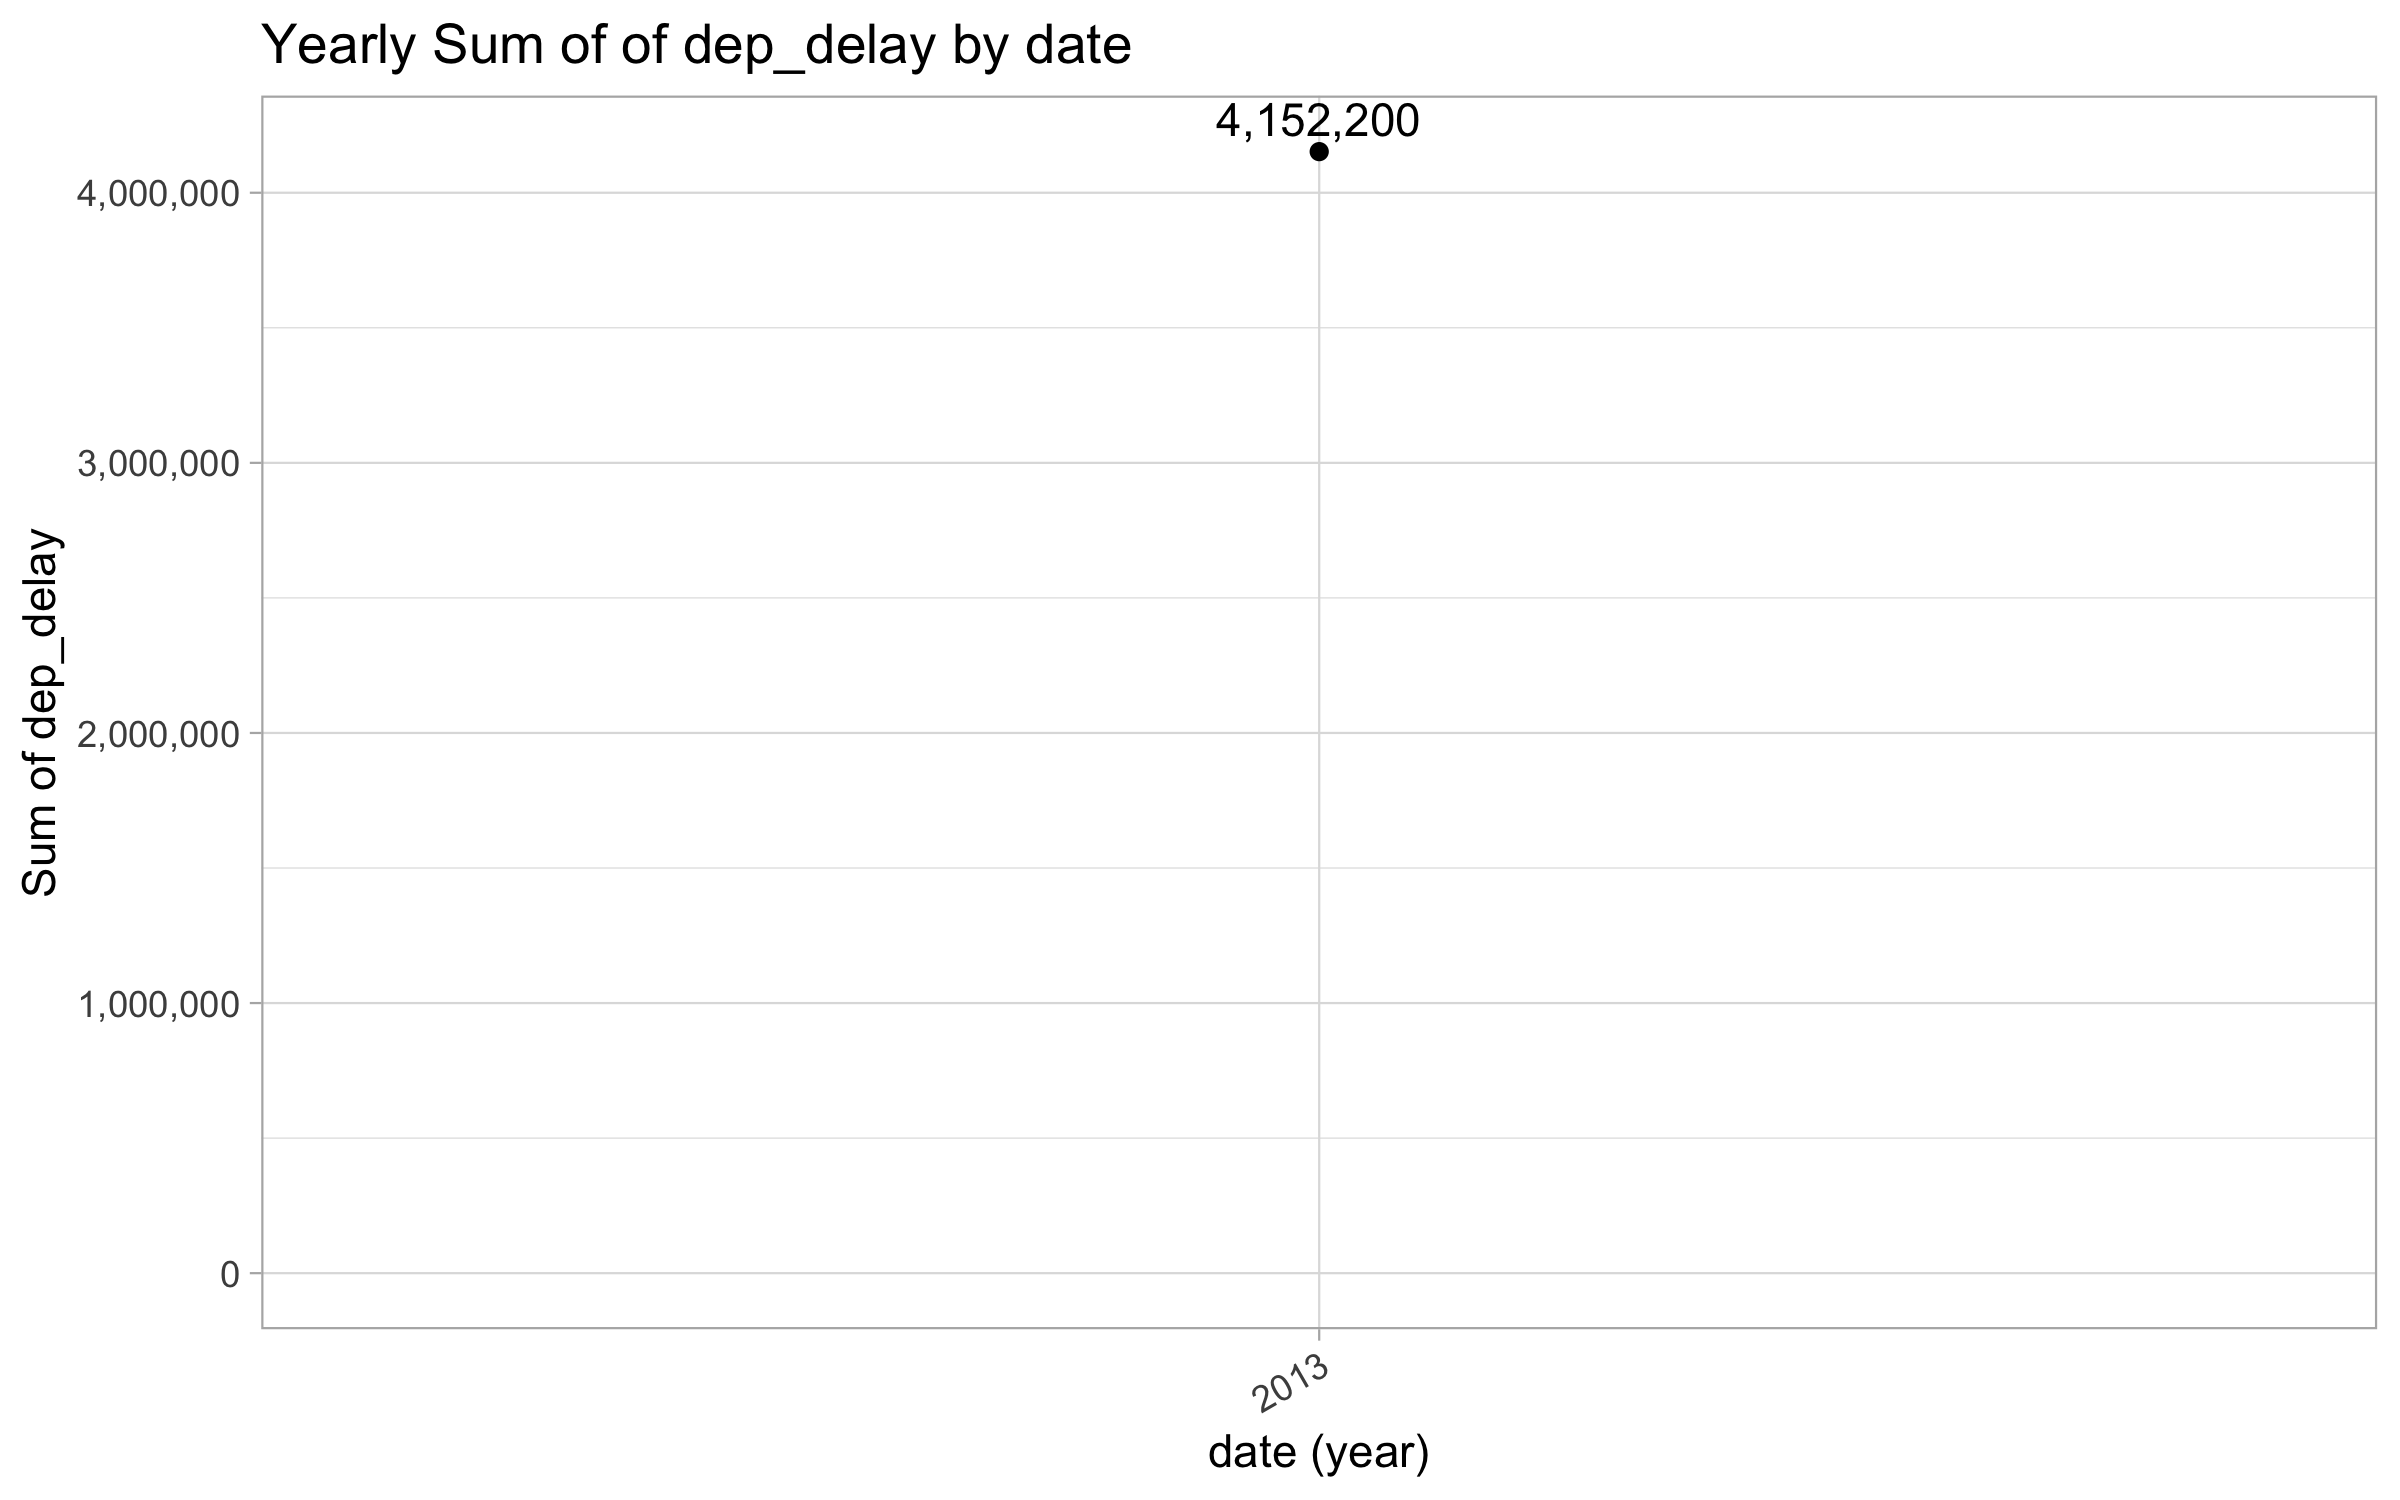 Yearly Sum of of dep_delay by date
4,152,200
4,000,000
3,000,000
2,000,000
1,000,000
0
Sum of dep_delay
2013
date (year)